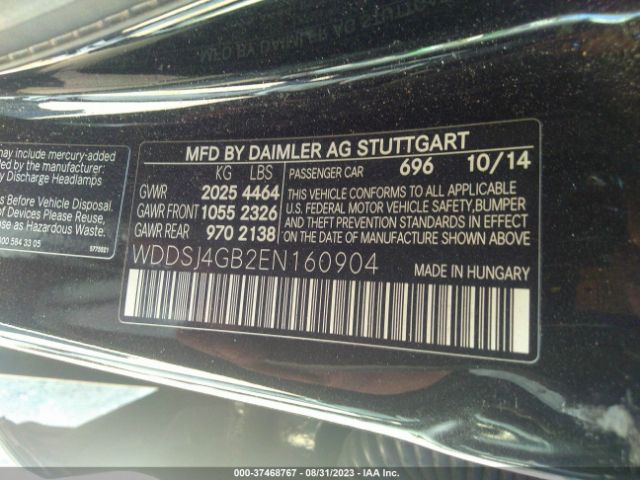 may include mercury-added
by the manufacturer:
y Discharge Headlamps
s Before Vehicle Disposal
of Devices Please Reuse,
as Hazardous Waste.
000 584 33 05
MFD BY DAIMLER AG STUTTGART
KG LBS PASSENGER CAR 696 10/14
GVWR 2025 4464
GAWR FRONT 1055 2326
GAWR REAR 970 2138
THIS VEHICLE CONFORMS TO ALL APPLICABLE
U.S. FEDERAL MOTOR VEHICLE SAFETY, BUMPER
AND THEFT PREVENTION STANDARDS IN EFFECT
ON THE DATE OF MANUFACTURE SHOWN ABOVE.
WDDSJ4GB2EN160904 MADE IN HUNGARY
000-37468767 / 08/31/2023 - IAA Inc.